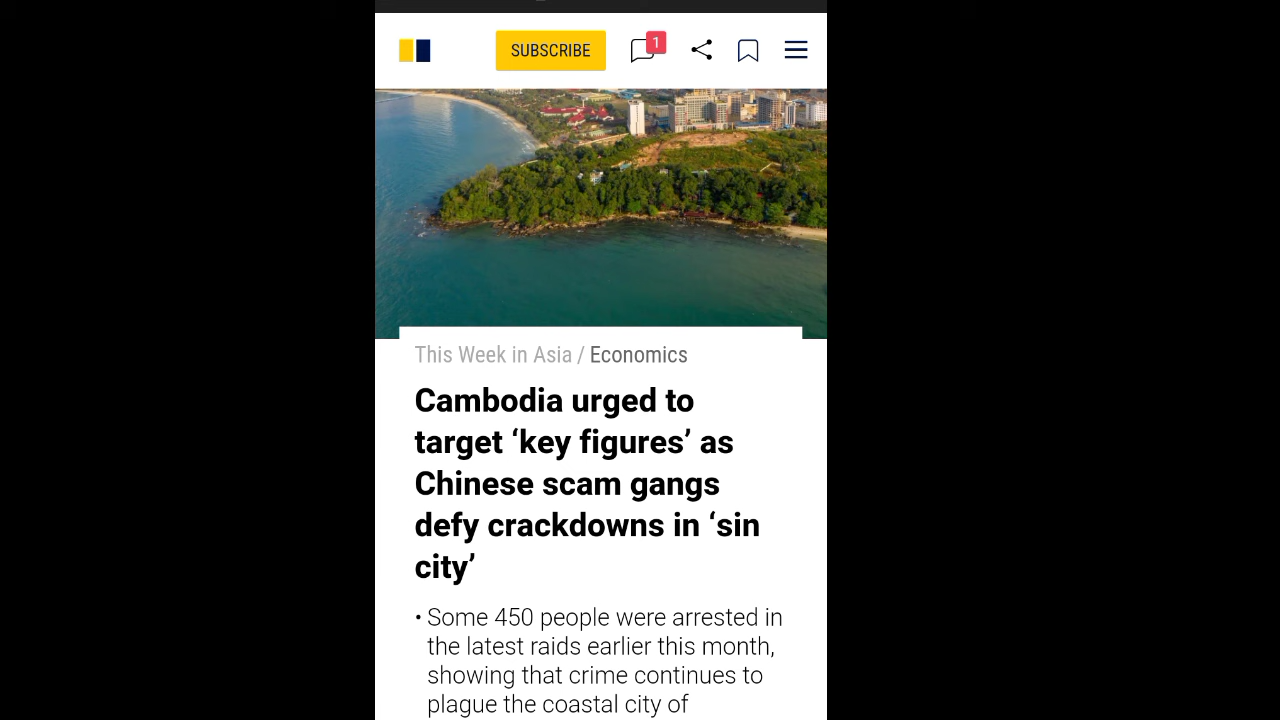 SUBSCRIBE
1
This Week in Asia / Economics
Cambodia urged to
target ‘key figures’ as
Chinese scam gangs
defy crackdowns in ‘sin
city’
• Some 450 people were arrested in
the latest raids earlier this month,
showing that crime continues to
plague the coastal city of